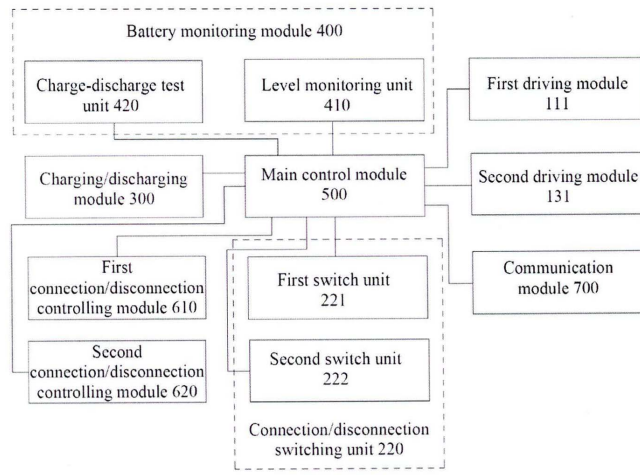 Battery monitoring module 400
Charge-discharge test
unit 420
Level monitoring unit
410
First driving module
111
Charging/discharging
module 300
Main control module
500
Second driving module
131
First
connection/disconnection
controlling module 610
First switch unit
221
Communication
module 700
Second
connection/disconnection
controlling module 620
Second switch unit
222
Connection/disconnection
switching unit 220